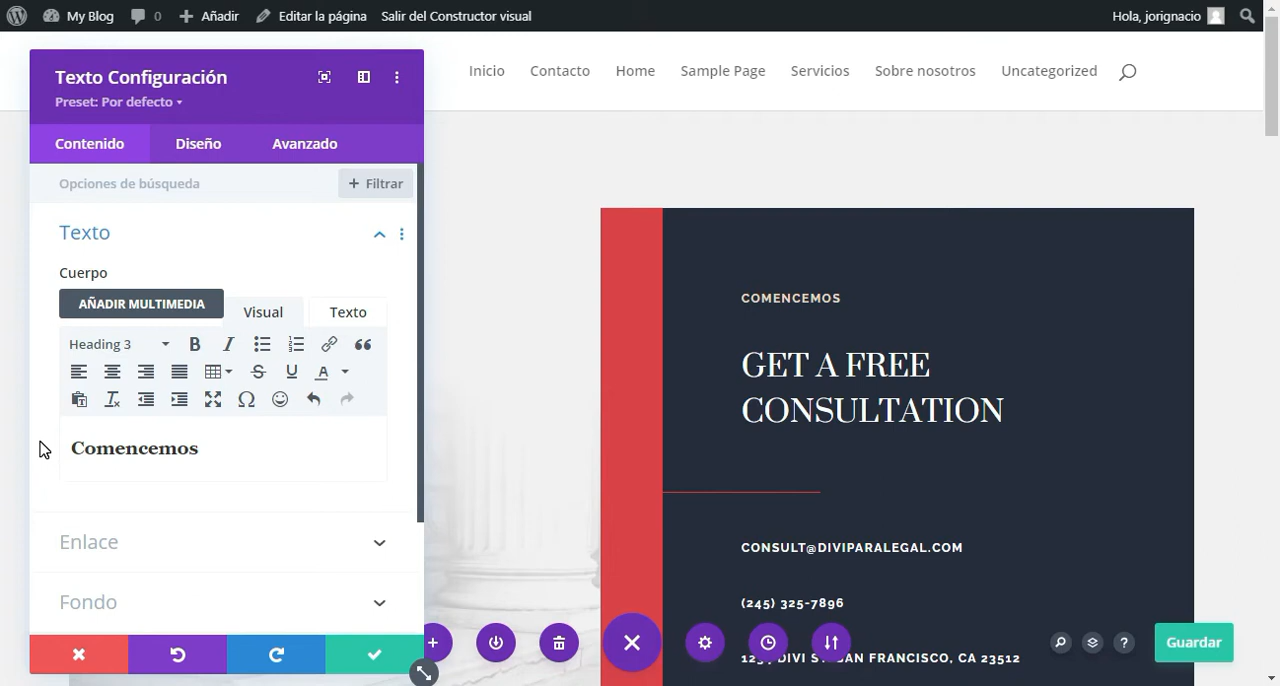 My Blog 0 Añadir Editar la página Salir del Constructor visual Hola, jorignacio
Inicio Contacto Home Sample Page Servicios Sobre nosotros Uncategorized
Texto Configuración
Preset: Por defecto
Contenido Diseño Avanzado
Opciones de búsqueda + Filtrar
Texto
Cuerpo
AÑADIR MULTIMEDIA Visual Texto
Heading 3
Comencemos
Enlace
Fondo
COMENCEMOS
GET A FREE
CONSULTATION
CONSULT@DIVIPARALEGAL.COM
(245) 325-7896
DIVI ST. SAN FRANCISCO, CA 23512
Guardar